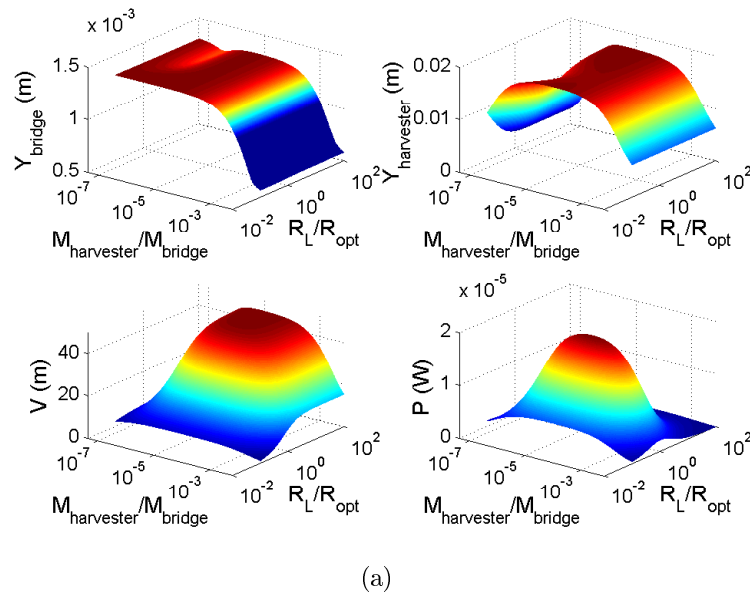 x 10^-3
1.5
1
0.5
Y_bridge (m)
10^-7
10^-5
10^-3
M_harvester/M_bridge
10^-2
10^0
10^2
R_L/R_opt
0.02
0.01
0
Y_harvester (m)
10^-7
10^-5
10^-3
M_harvester/M_bridge
10^-2
10^0
10^2
R_L/R_opt
40
20
0
V (m)
10^-7
10^-5
10^-3
M_harvester/M_bridge
10^-2
10^0
10^2
R_L/R_opt
x 10^-5
2
1
0
P (W)
10^-7
10^-5
10^-3
M_harvester/M_bridge
10^-2
10^0
10^2
R_L/R_opt
(a)